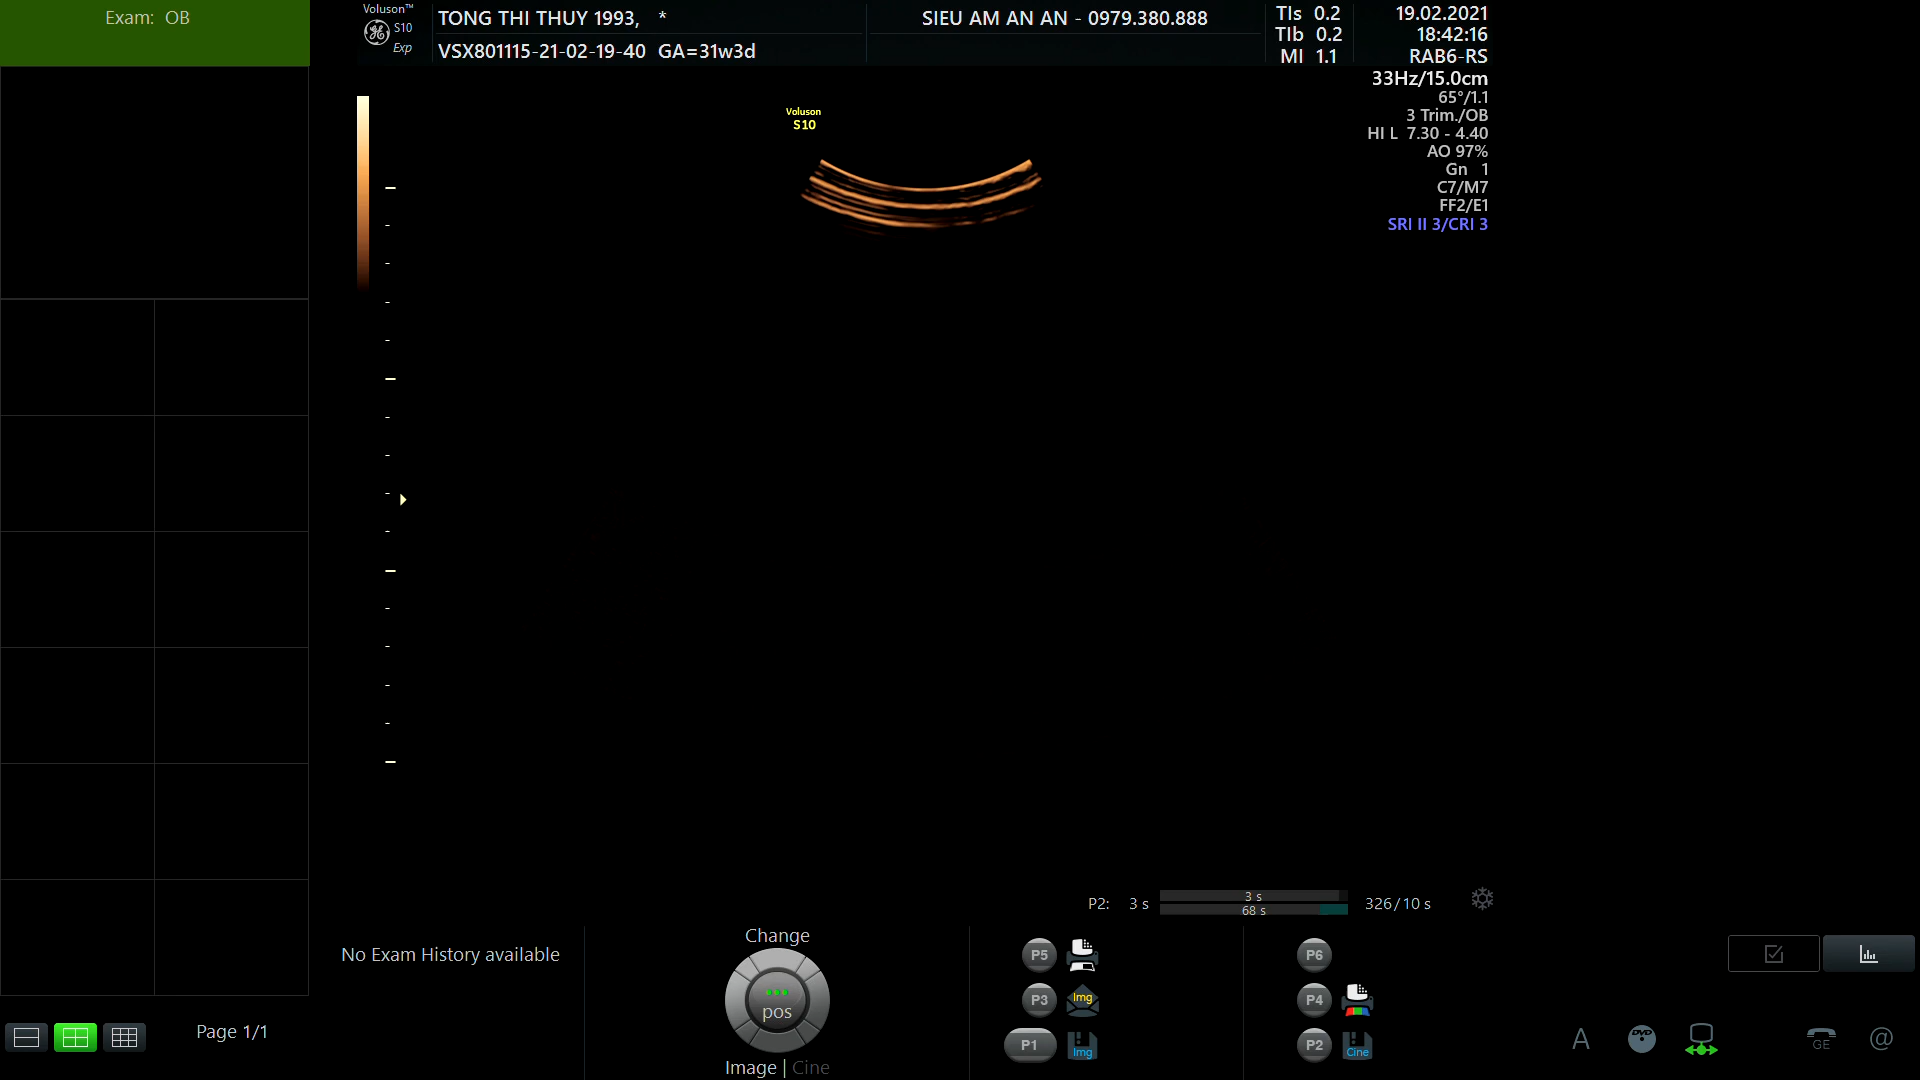 Exam: OB
Voluson™
S10
Exp
TONG THI THUY 1993, *
VSX801115-21-02-19-40 GA=31w3d
SIEU AM AN AN - 0979.380.888
TIs 0.2
TIb 0.2
MI 1.1
19.02.2021
18:42:16
RAB6-RS
33Hz/15.0cm
65°/1.1
3 Trim./OB
HI L 7.30 - 4.40
AO 97%
Gn 1
C7/M7
FF2/E1
SRI II 3/CRI 3
Voluson
S10
P2: 3 s
3 s
68 s
326/10 s
No Exam History available
Change
pos
Image | Cine
P5
P3 Img
P1 Img
P6
P4
P2 Cine
Page 1/1
A
DVD
GE
@